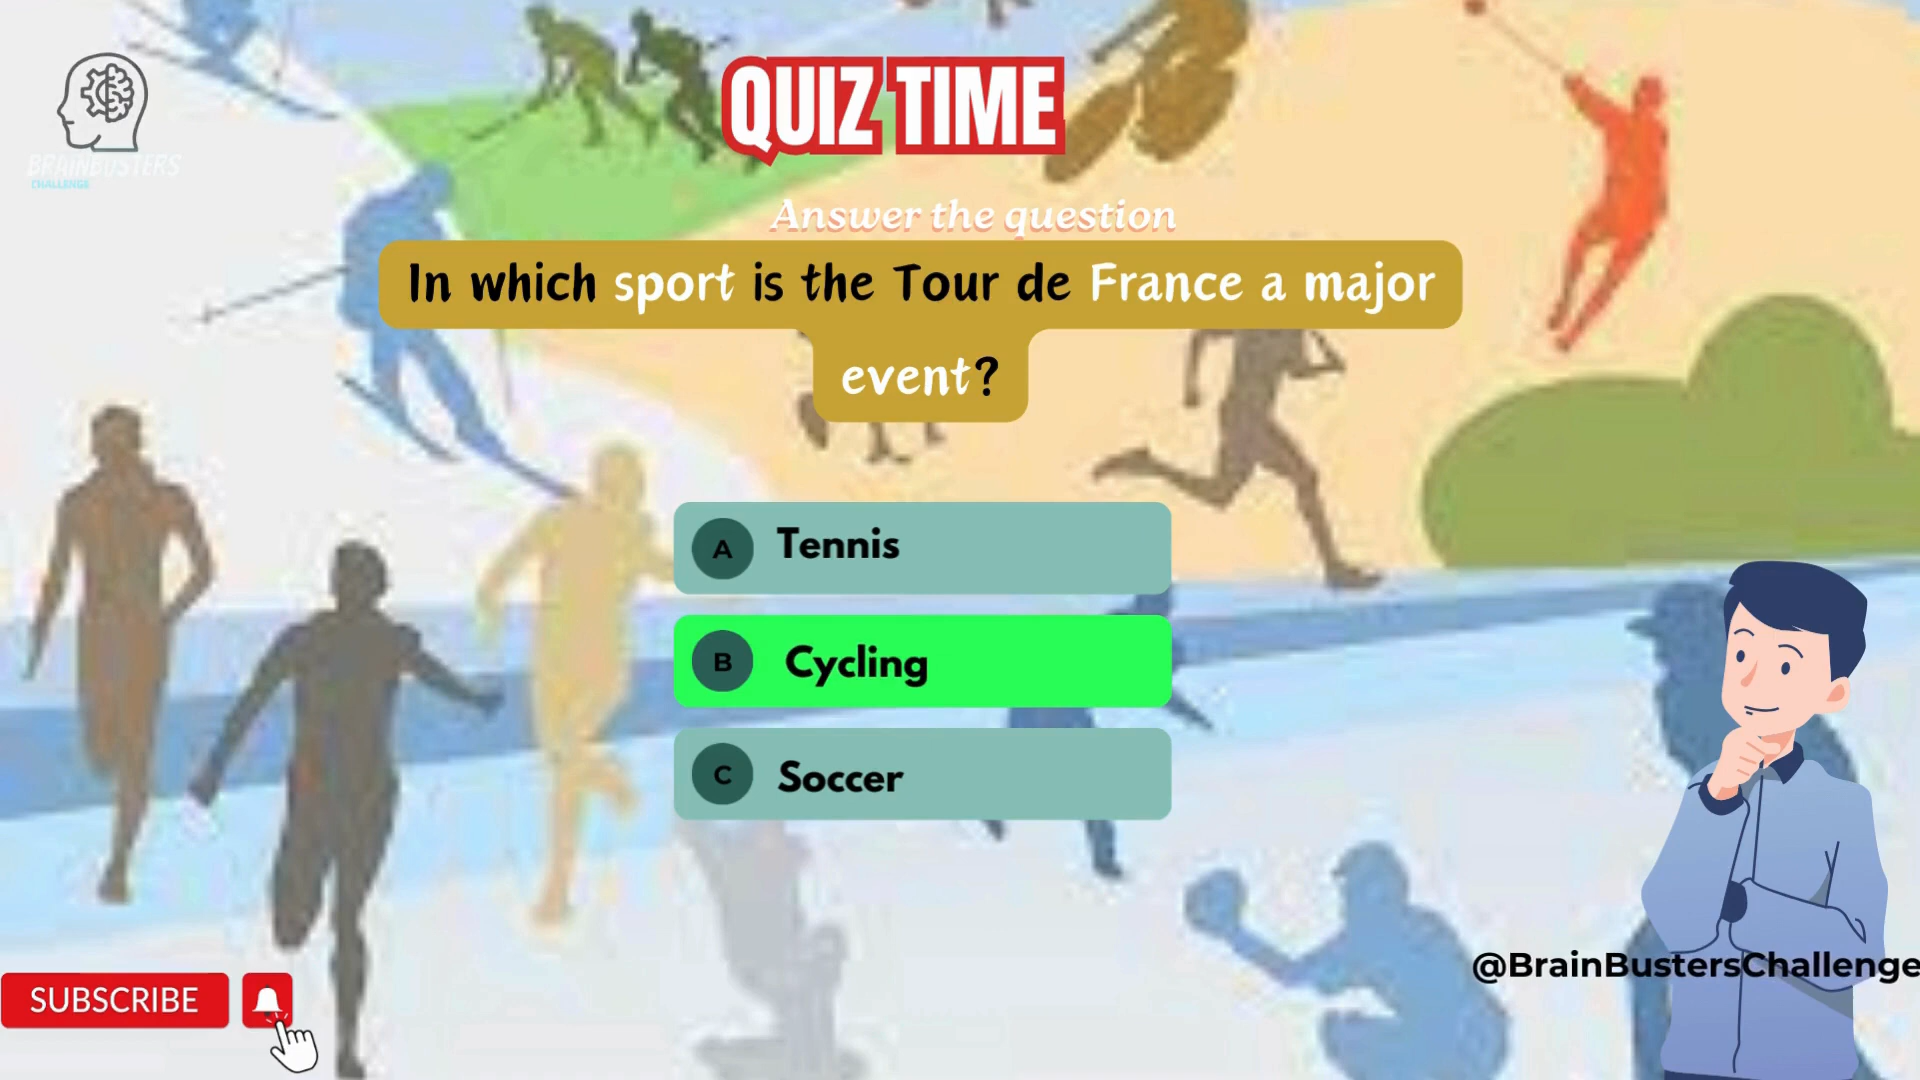 QUIZ TIME
BRAINBUSTERS
CHALLENGE
Answer the question
In which sport is the Tour de France a major
event?
A Tennis
B Cycling
C Soccer
@BrainBustersChallenge
SUBSCRIBE